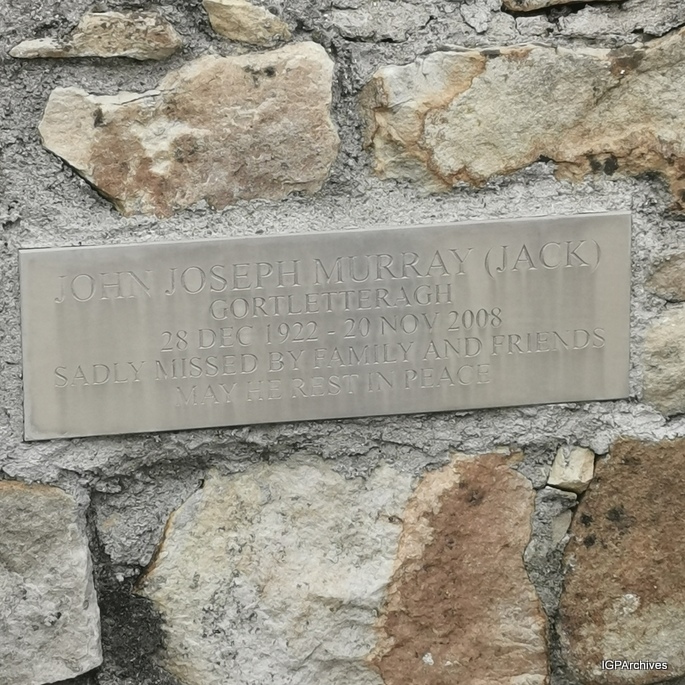 JOHN JOSEPH MURRAY (JACK)
GORTLETTERAGH
28 DEC 1922 - 20 NOV 2008
SADLY MISSED BY FAMILY AND FRIENDS
MAY HE REST IN PEACE
IGPArchives